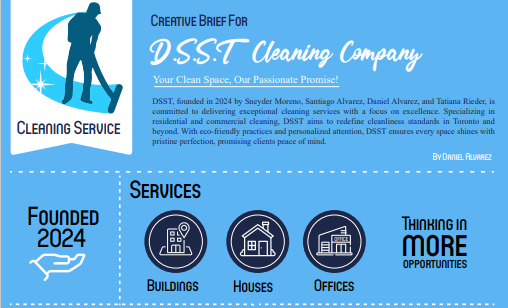 CREATIVE BRIEF FOR
D.S.S.T Cleaning Company
Your Clean Space, Our Passionate Promise!
DSST, founded in 2024 by Sneyder Moreno, Santiago Alvarez, Daniel Alvarez, and Tatiana Rieder, is
committed to delivering exceptional cleaning services with a focus on excellence. Specializing in
residential and commercial cleaning, DSST aims to redefine cleanliness standards in Toronto and
beyond. With eco-friendly practices and personalized attention, DSST ensures every space shines with
pristine perfection, promising clients peace of mind.
BY DANIEL ALVAREZ
CLEANING SERVICE
SERVICES
FOUNDED
2024
BUILDINGS
HOUSES
OFFICE
OFFICES
THINKING IN
MORE
OPPORTUNITIES